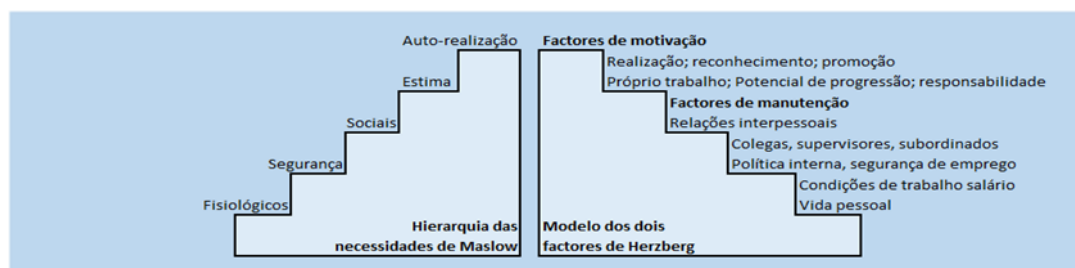 Auto-realização
Estima
Sociais
Segurança
Fisiológicos
Hierarquia das
necessidades de Maslow
Factores de motivação
Realização; reconhecimento; promoção
Próprio trabalho; Potencial de progressão; responsabilidade
Factores de manutenção
Relações interpessoais
Colegas, supervisores, subordinados
Política interna, segurança de emprego
Condições de trabalho salário
Vida pessoal
Modelo dos dois
factores de Herzberg